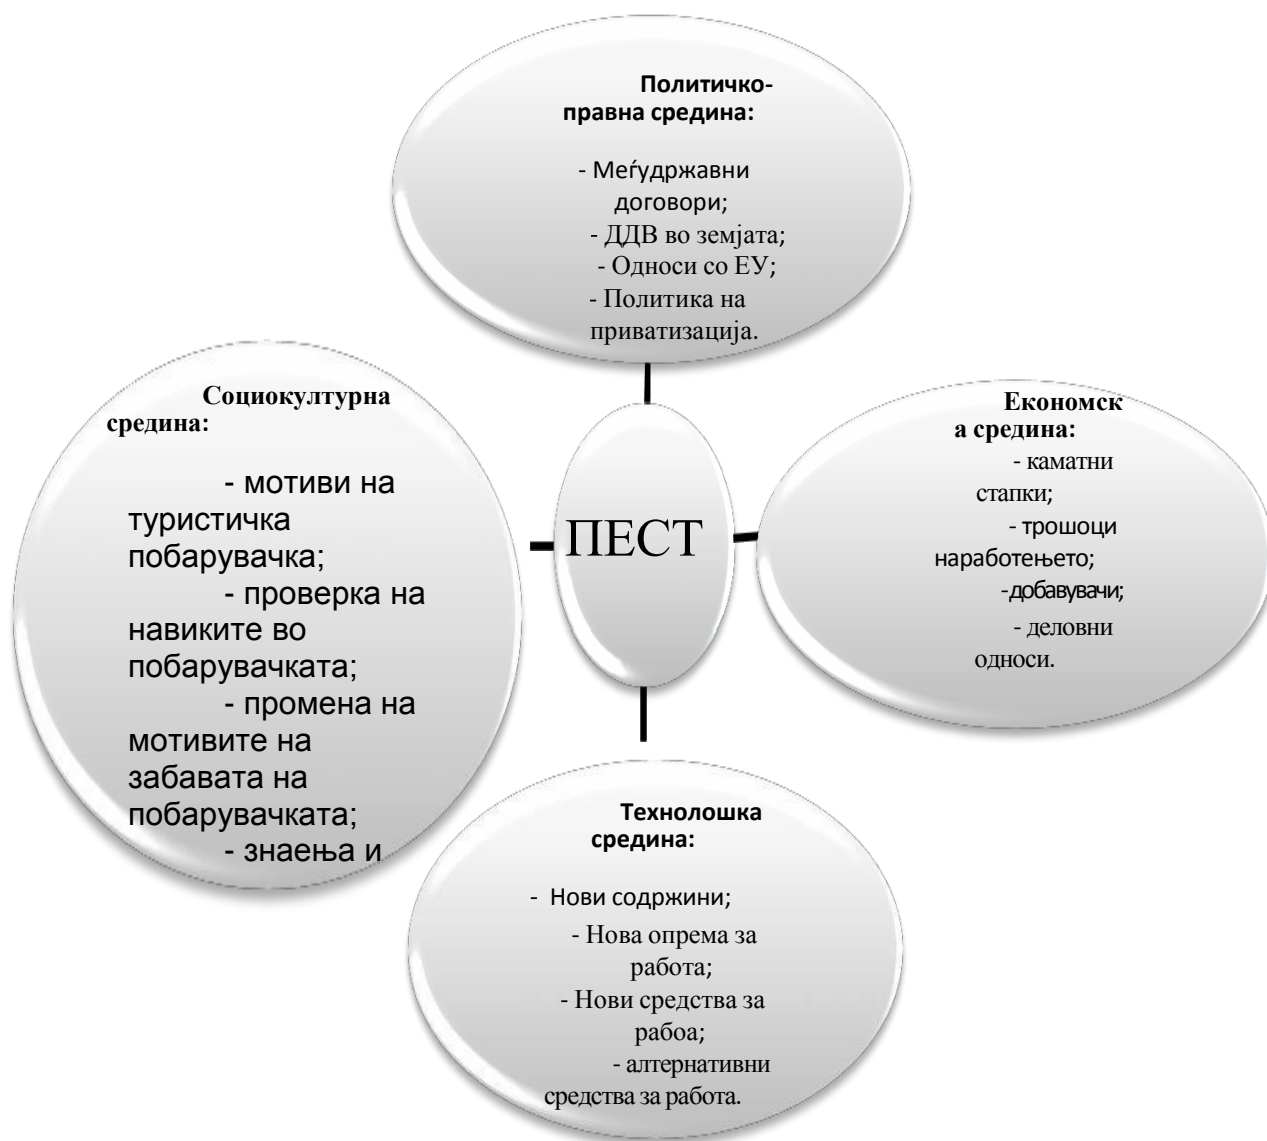 Политичко-
правна средина:
- Меѓудржавни
договори;
- ДДВ во земјата;
- Односи со ЕУ;
- Политика на
приватизација.
Социокултурна
средина:
- мотиви на
туристичка
побарувачка;
- проверка на
навиките во
побарувачката;
- промена на
мотивите на
забавата на
побарувачката;
- знаења и
ПЕСТ
Економск
а средина:
- каматни
стапки;
- трошоци
наработењето;
-добавувачи;
- деловни
односи.
Технолошка
средина:
- Нови содржини;
- Нова опрема за
работа;
- Нови средства за
рабоа;
- алтернативни
средства за работа.